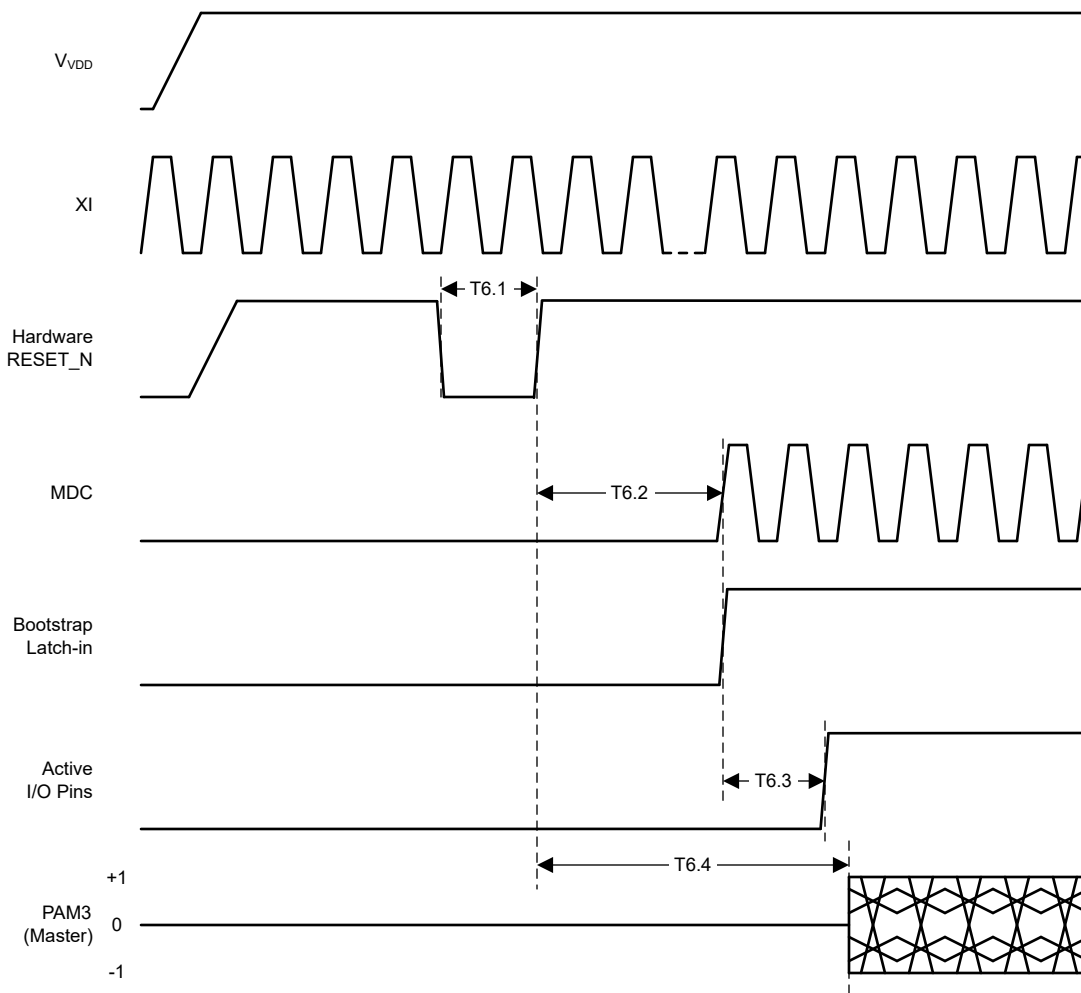 VVDD
XI
T6.1
Hardware
RESET_N
MDC
T6.2
Bootstrap
Latch-in
Active
I/O Pins
T6.3
T6.4
+1
PAM3
(Master)
0
-1